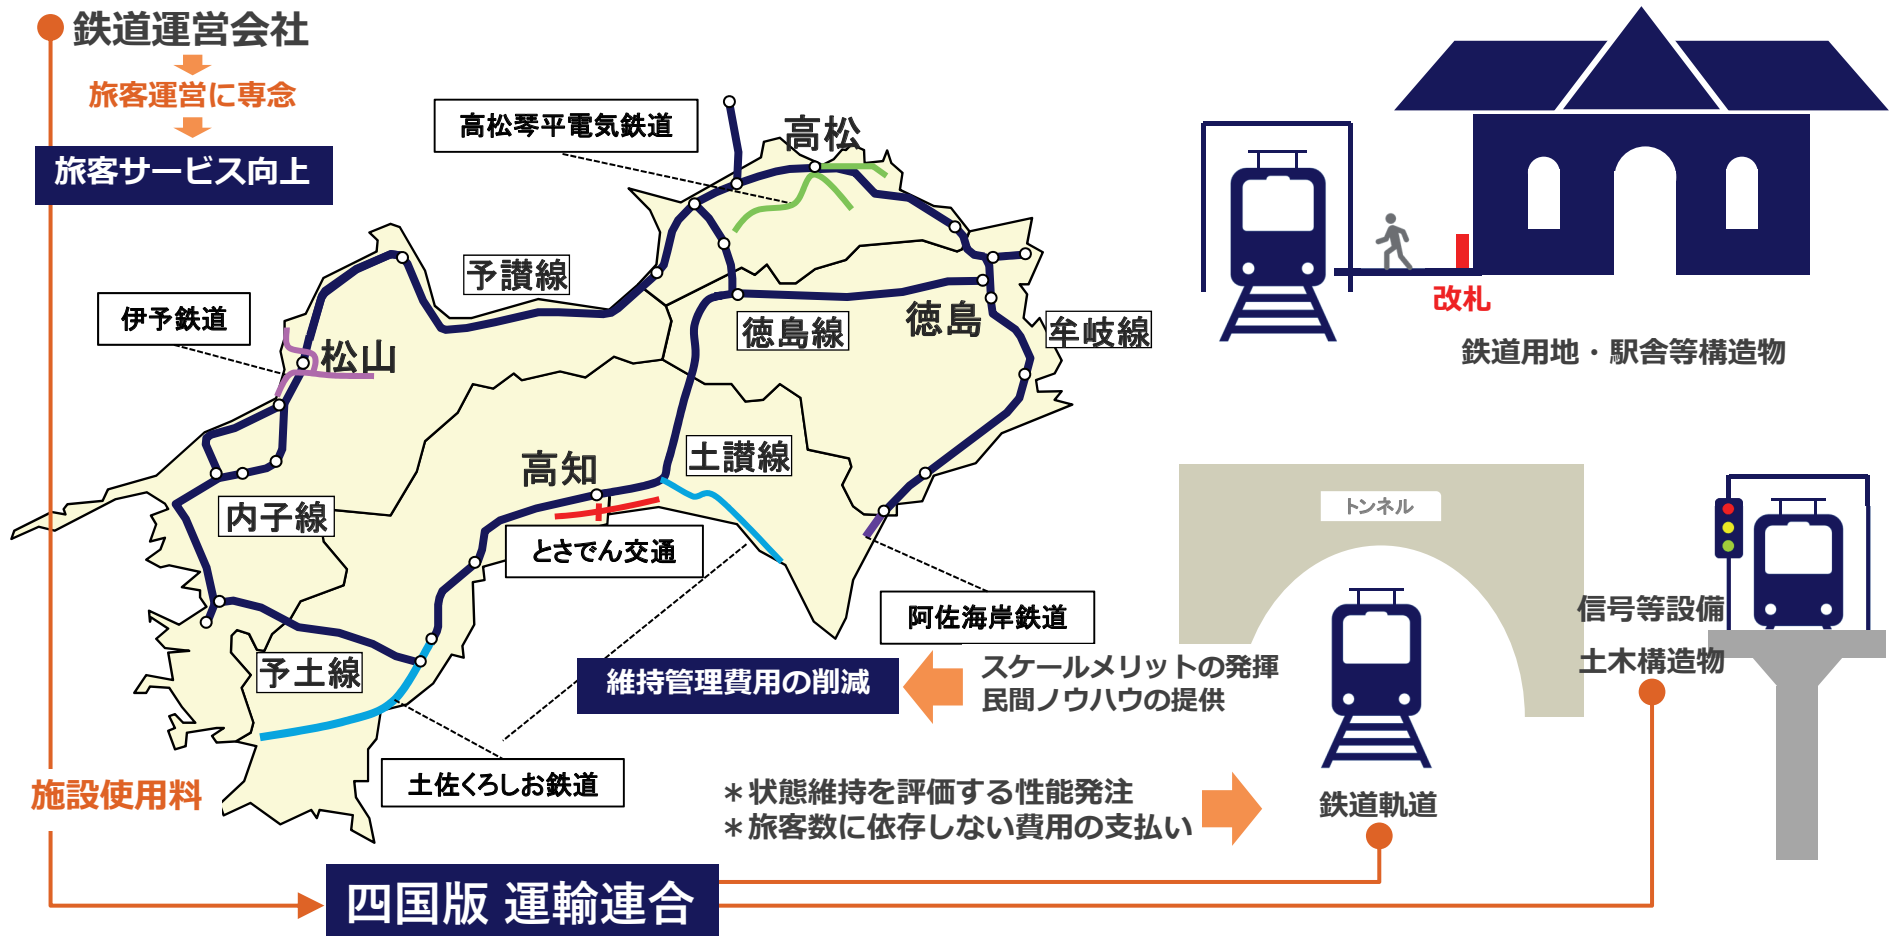 鉄道運営会社
旅客運営に専念
旅客サービス向上
高松琴平電気鉄道
高松
予讃線
伊予鉄道
松山
徳島線
徳島
牟岐線
改札
鉄道用地・駅舎等構造物
土讃線
高知
内子線
とさでん交通
阿佐海岸鉄道
予土線
土佐くろしお鉄道
トンネル
信号等設備
土木構造物
維持管理費用の削減
スケールメリットの発揮
民間ノウハウの提供
施設使用料
＊状態維持を評価する性能発注
＊旅客数に依存しない費用の支払い
鉄道軌道
四国版 運輸連合